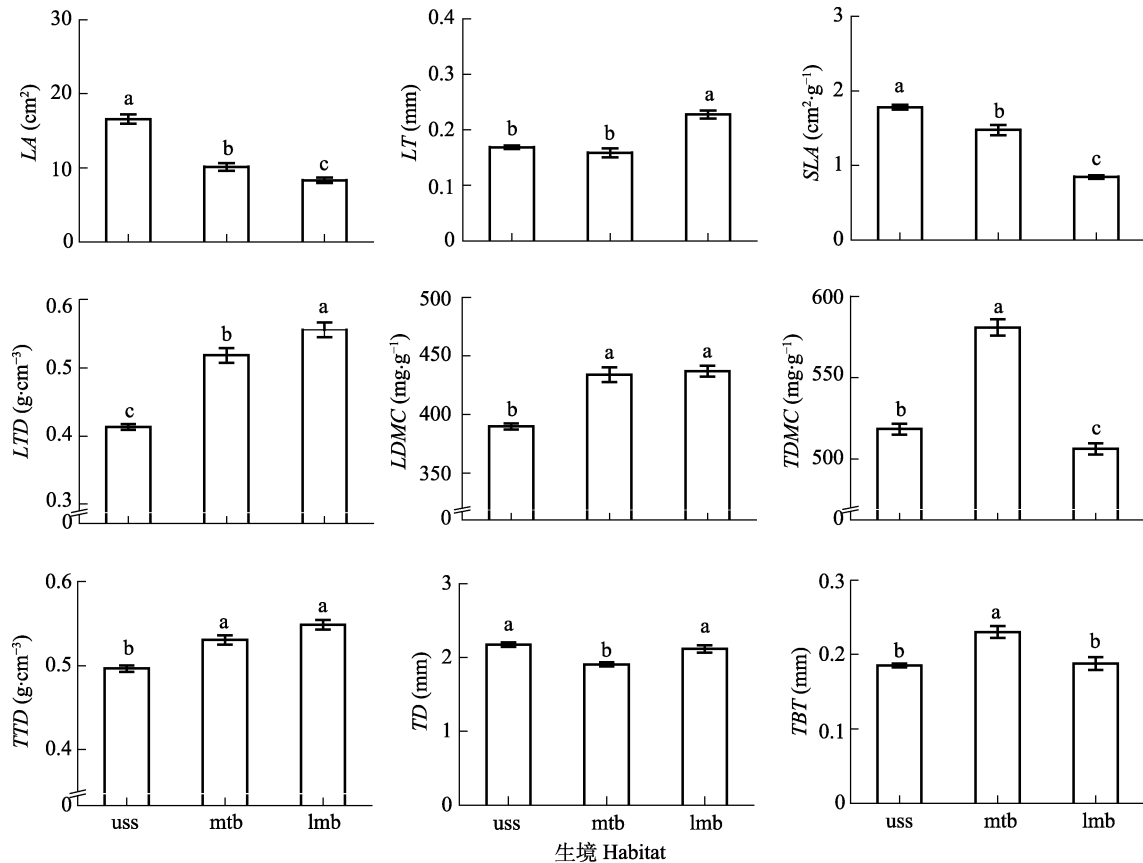 30
20
10
0
LA (cm²)
a
b
c
0.4
0.2
0.1
0
LT (mm)
b
b
a
3
2
1
0
SLA (cm²·g⁻¹)
a
b
c
0.6
0.5
0.4
0.3
0
LTD (g·cm⁻³)
c
b
a
500
450
400
350
0
LDMC (mg·g⁻¹)
b
a
a
600
550
500
0
TDMC (mg·g⁻¹)
b
a
c
0.6
0.5
0.4
0
TTD (g·cm⁻³)
b
a
a
uss mtb lmb
3
2
1
0
TD (mm)
a
b
a
uss mtb lmb
0.3
0.2
0.1
0
TBT (mm)
b
a
b
uss mtb lmb
生境 Habitat